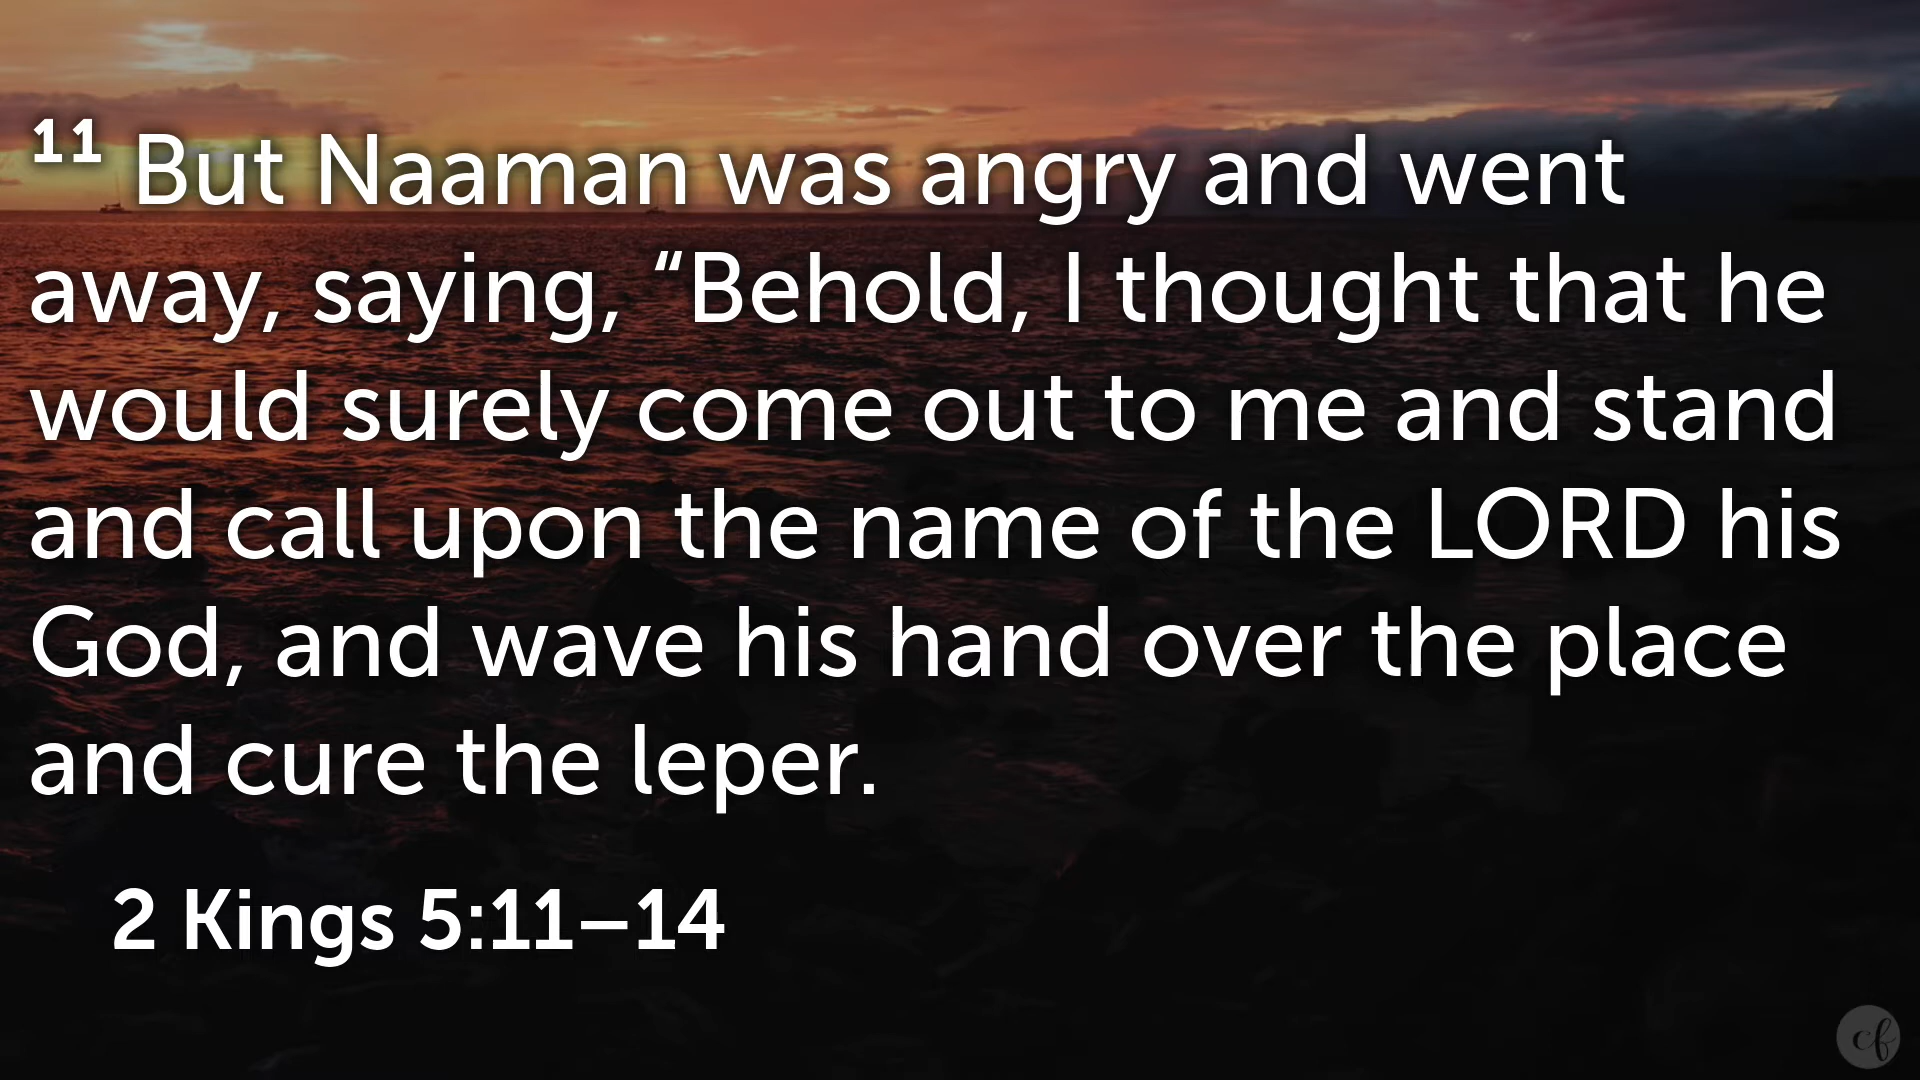 11 But Naaman was angry and went
away, saying, “Behold, I thought that he
would surely come out to me and stand
and call upon the name of the LORD his
God, and wave his hand over the place
and cure the leper.
2 Kings 5:11–14
cf